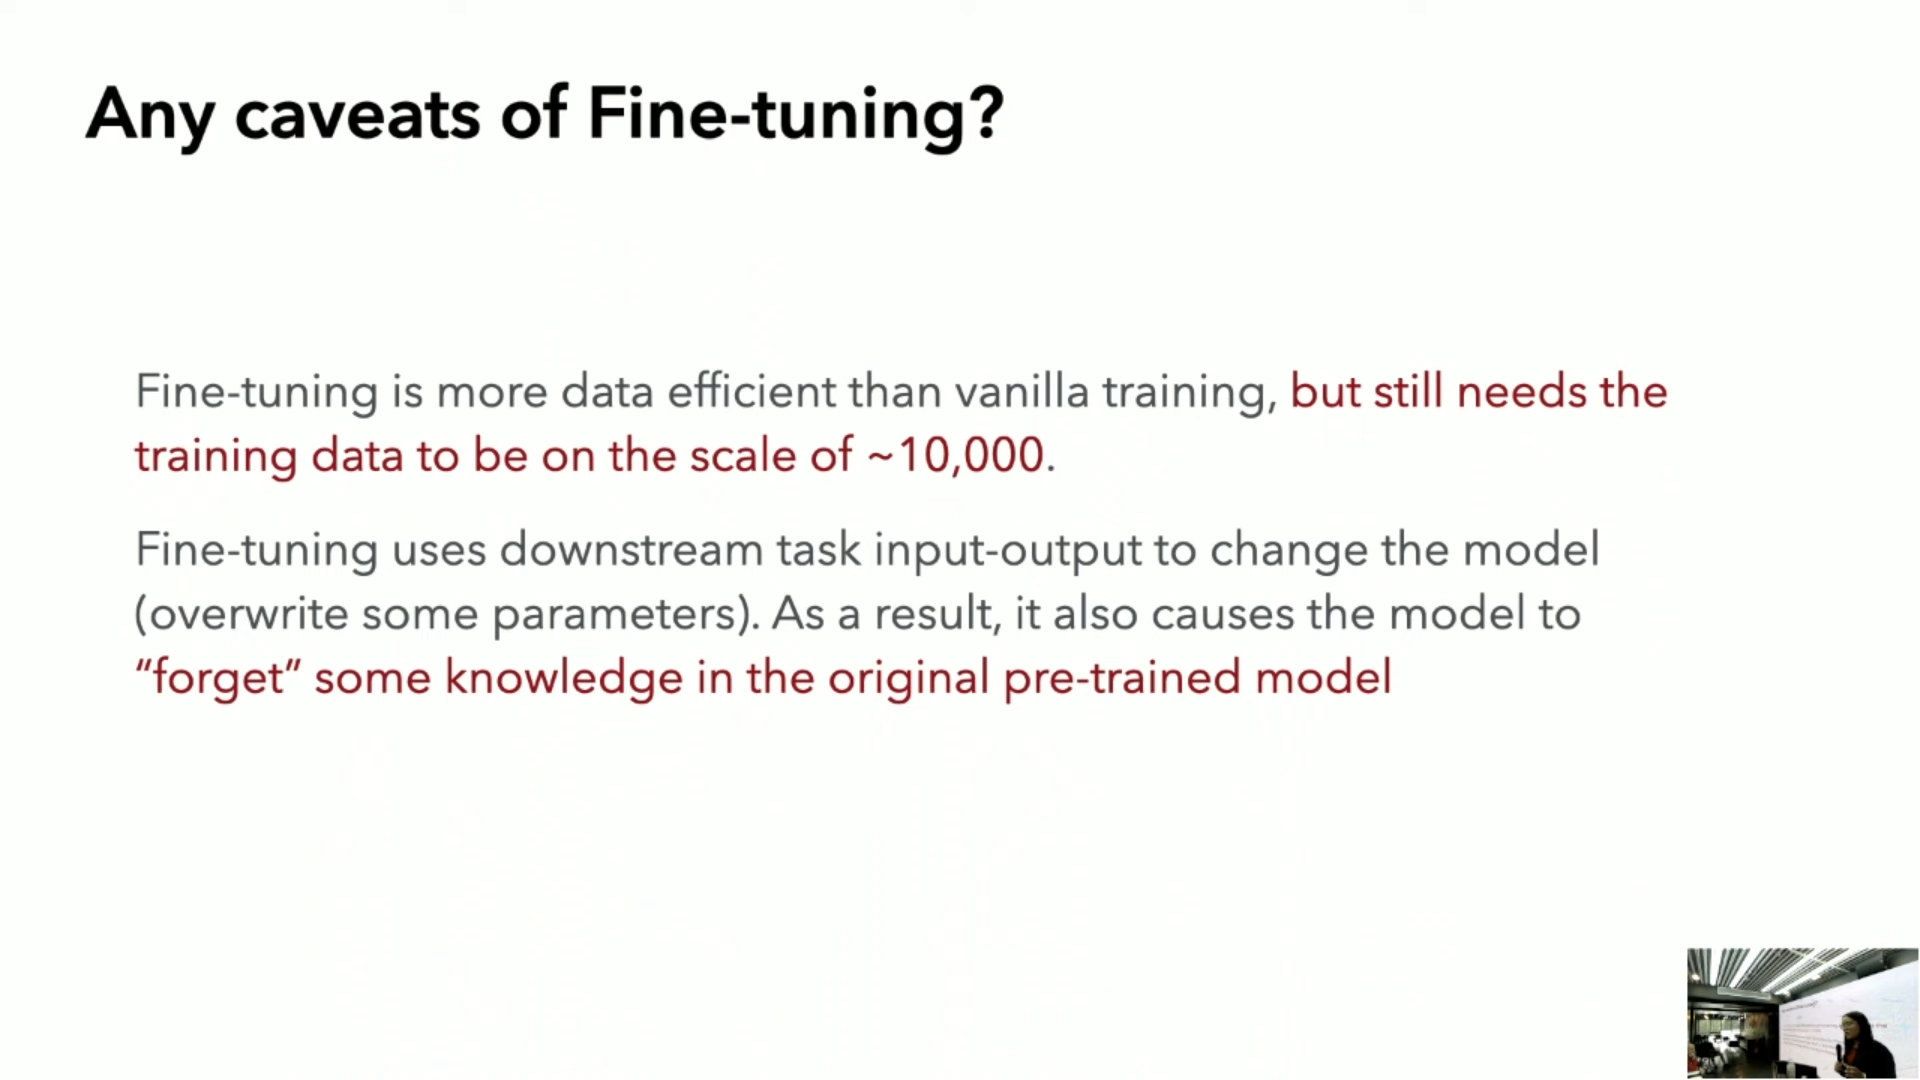 Any caveats of Fine-tuning?
Fine-tuning is more data efficient than vanilla training, but still needs the
training data to be on the scale of ~10,000.
Fine-tuning uses downstream task input-output to change the model
(overwrite some parameters). As a result, it also causes the model to
“forget” some knowledge in the original pre-trained model